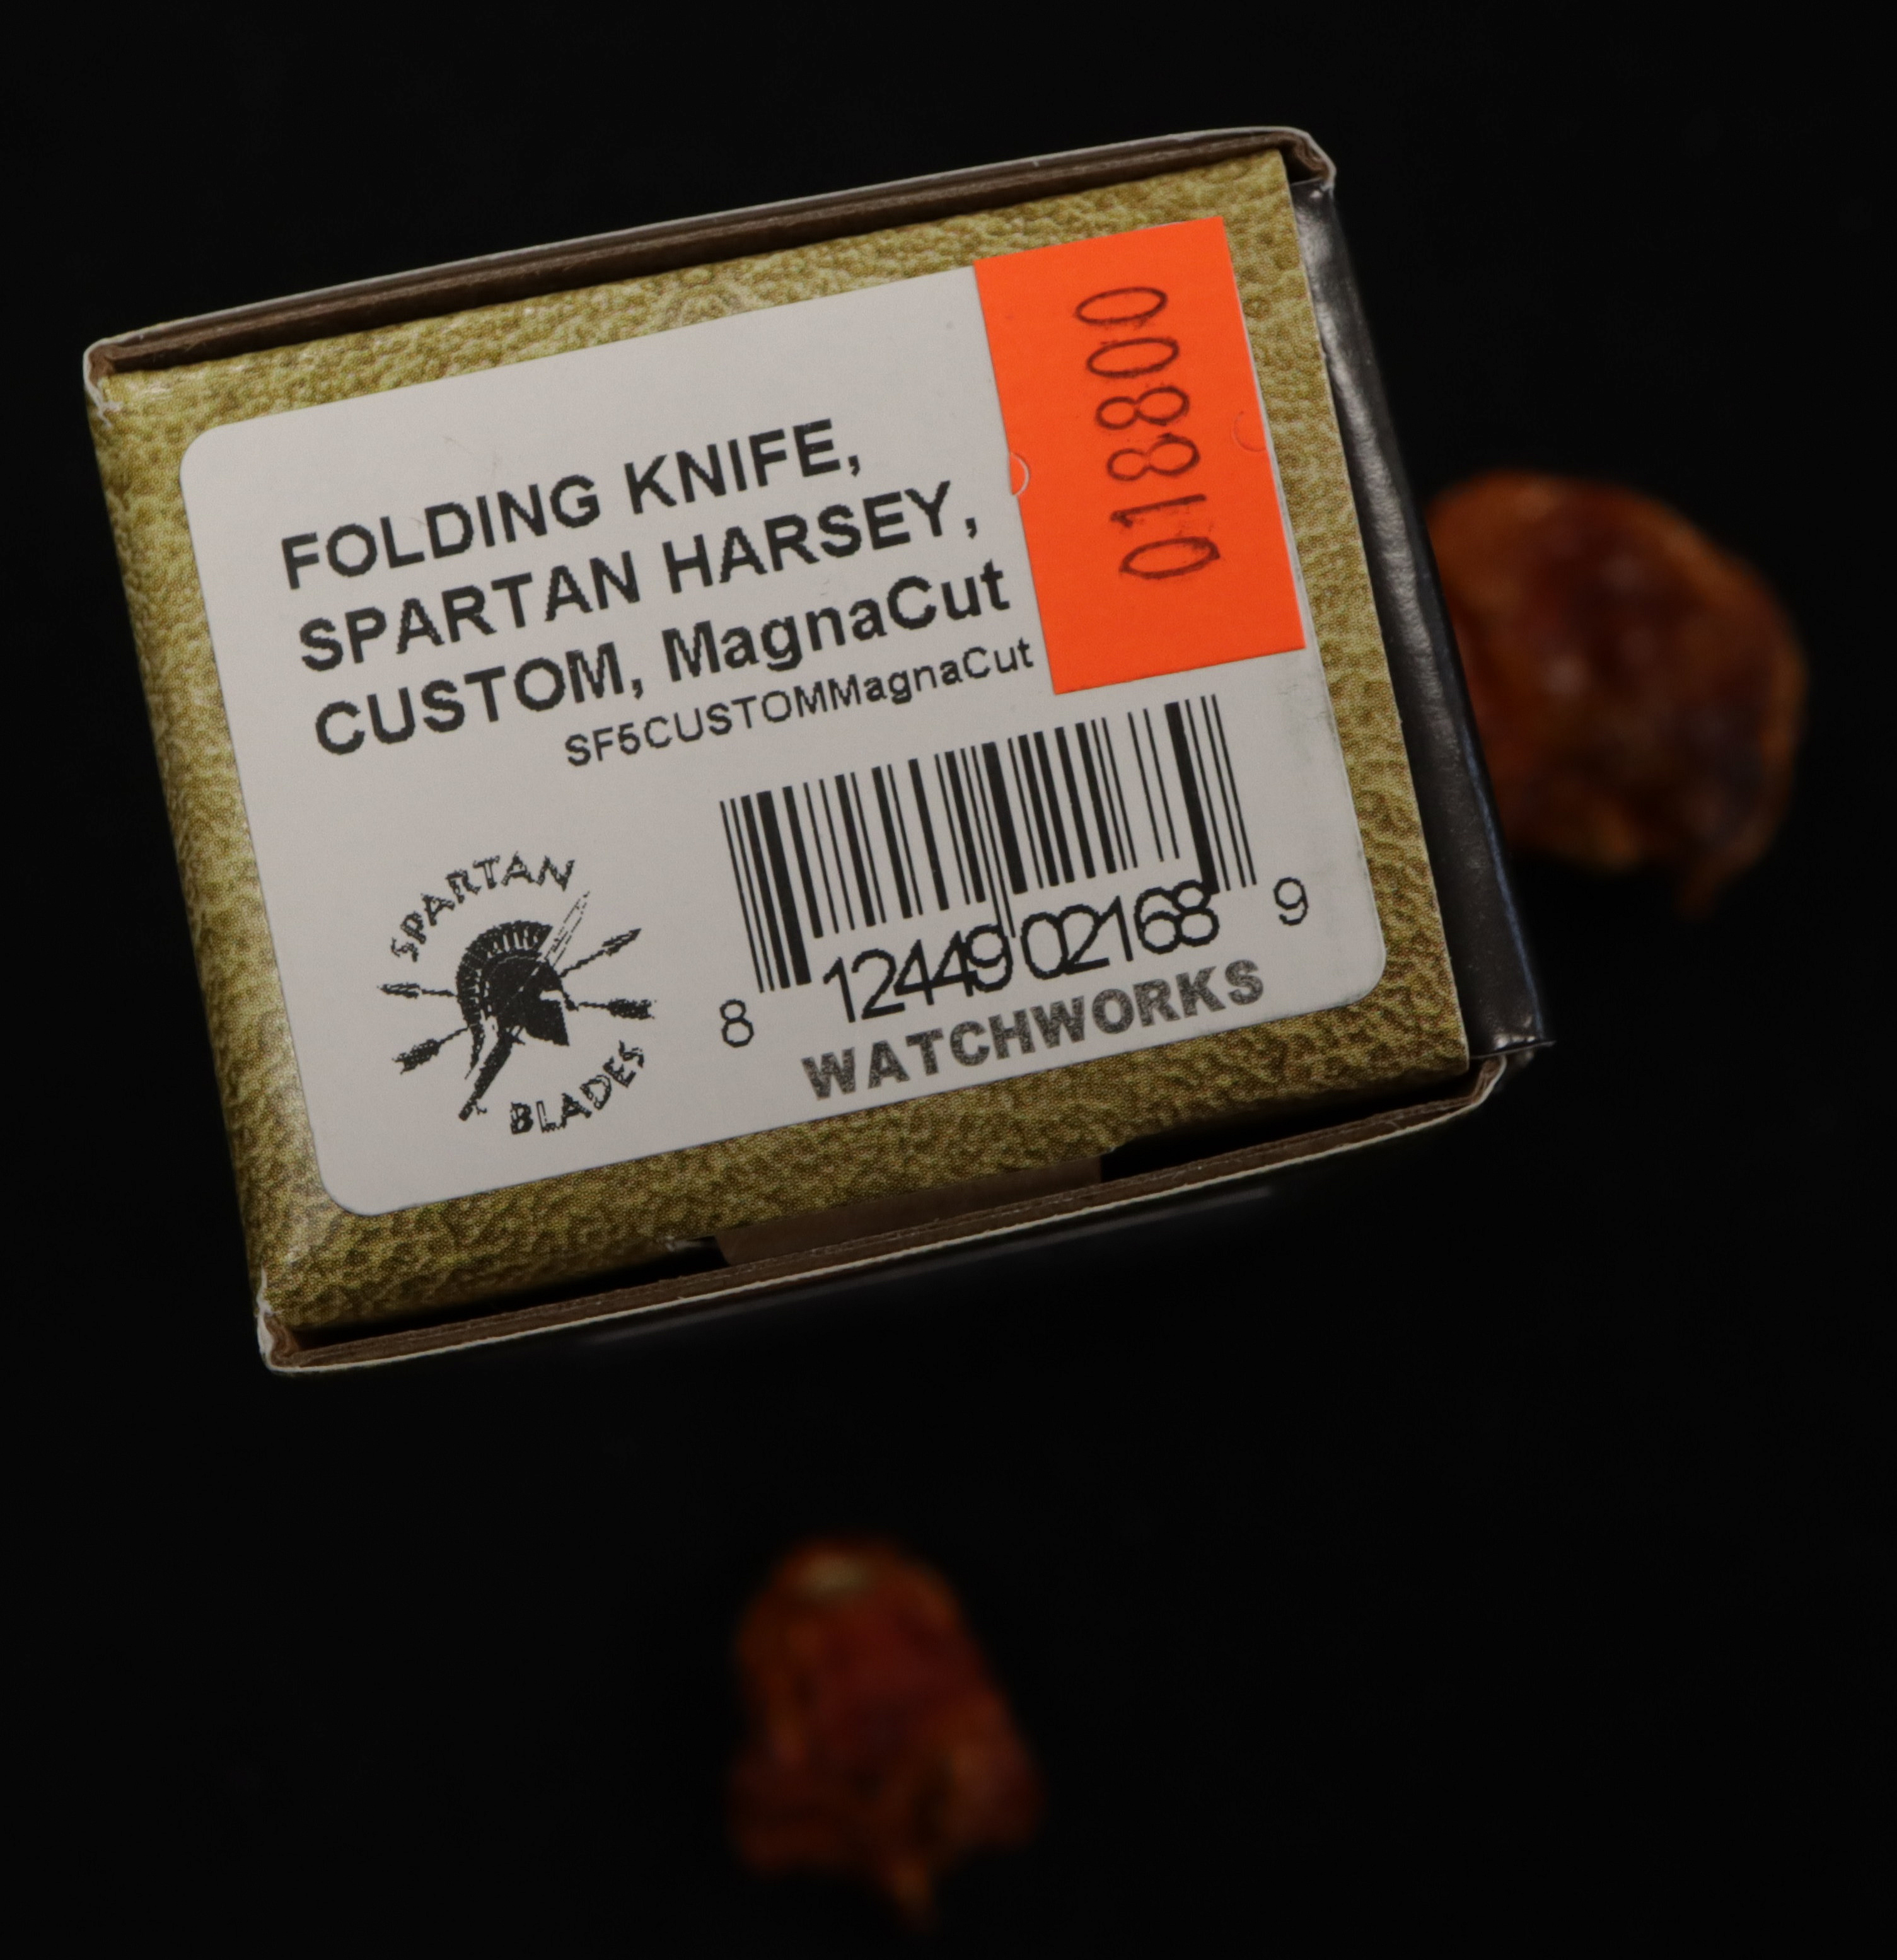 FOLDING KNIFE,
SPARTAN HARSEY,
CUSTOM, MagnaCut
SF5CUSTOMMagnaCut
018800
SPARTAN
BLADES
8 12449 02168 9
WATCHWORKS